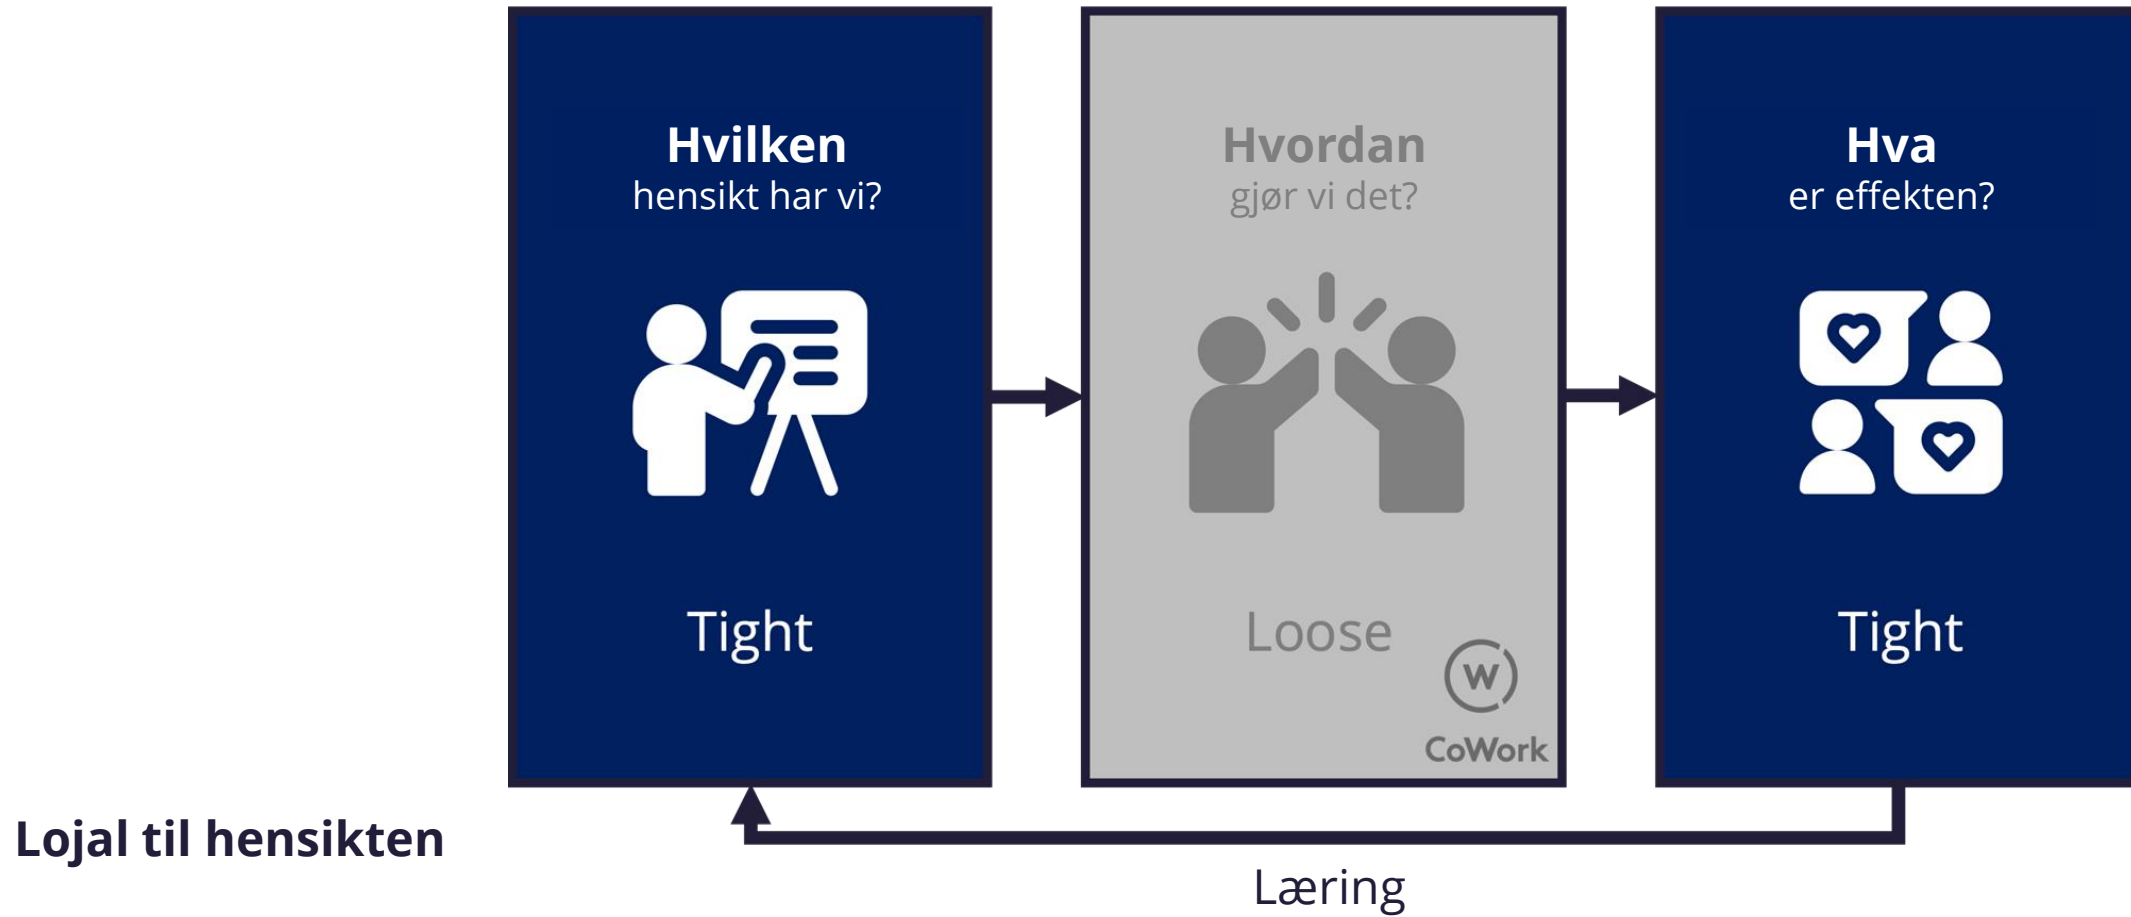 Hvilken
hensikt har vi?
Tight
Hvordan
gjør vi det?
Loose
W
CoWork
Hva
er effekten?
Tight
Lojal til hensikten
Læring